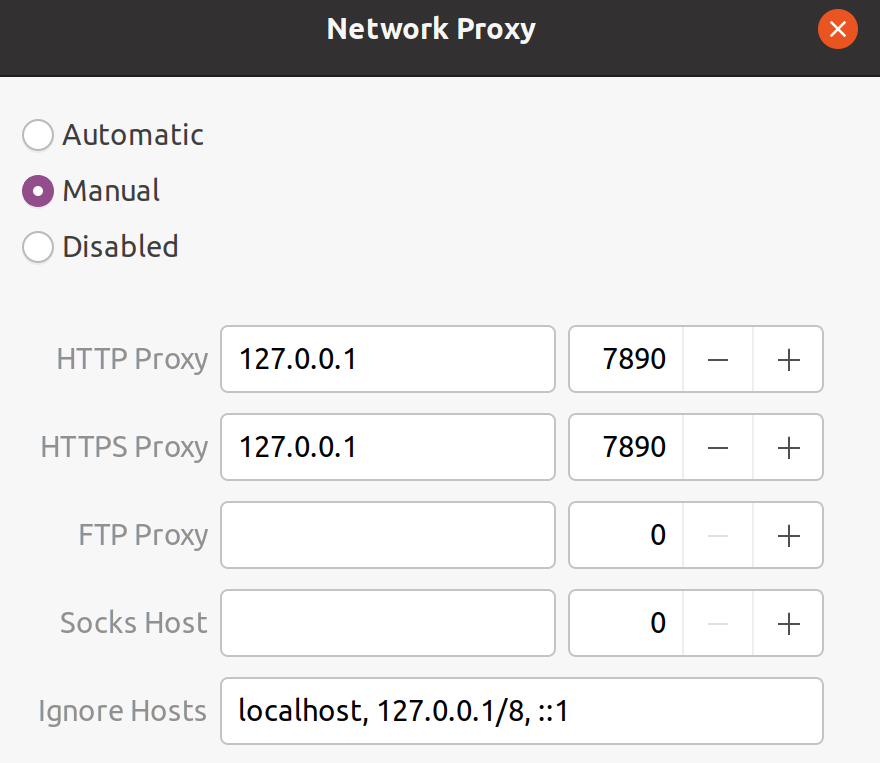 Network Proxy
Automatic
Manual
Disabled
HTTP Proxy 127.0.0.1 7890 — +
HTTPS Proxy 127.0.0.1 7890 — +
FTP Proxy 0 — +
Socks Host 0 — +
Ignore Hosts localhost, 127.0.0.1/8, ::1